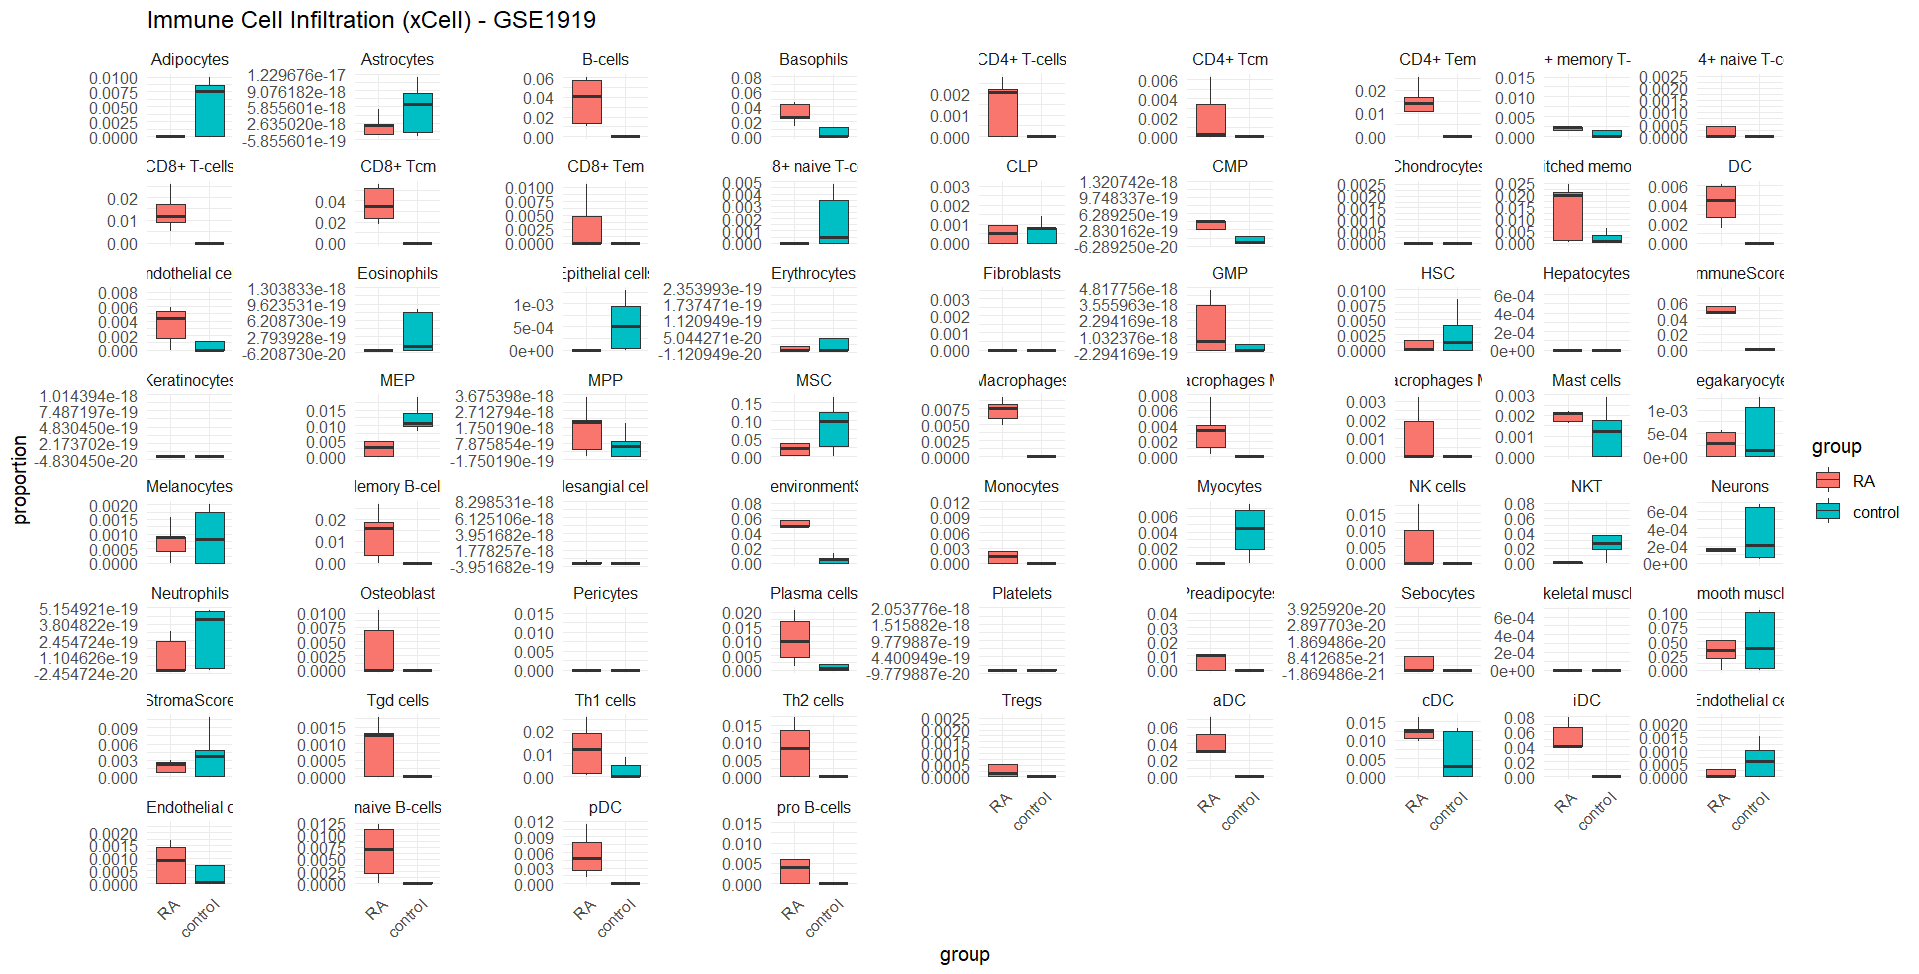 Immune Cell Infiltration (xCell) - GSE1919
Adipocytes
0.0100
0.0075
0.0050
0.0025
0.0000
Astrocytes
1.229676e-17
9.076182e-18
5.855601e-18
2.635020e-18
-5.855601e-19
B-cells
0.06
0.04
0.02
0.00
Basophils
0.08
0.06
0.04
0.02
0.00
CD4+ T-cells
0.002
0.001
0.000
CD4+ Tcm
0.006
0.004
0.002
0.000
CD4+ Tem
0.02
0.01
0.00
+ memory T-
0.015
0.010
0.005
0.000
4+ naive T-c
0.0025
0.0020
0.0015
0.0010
0.0005
0.0000
CD8+ T-cells
0.02
0.01
0.00
CD8+ Tcm
0.04
0.02
0.00
CD8+ Tem
0.0100
0.0075
0.0050
0.0025
0.0000
8+ naive T-c
0.005
0.004
0.003
0.002
0.001
0.000
CLP
0.003
0.002
0.001
0.000
CMP
1.320742e-18
9.748337e-19
6.289250e-19
2.830162e-19
-6.289250e-20
Chondrocytes
0.0025
0.0020
0.0015
0.0010
0.0005
0.0000
itched memo
0.025
0.020
0.015
0.010
0.005
0.000
DC
0.006
0.004
0.002
0.000
ndothelial ce
0.008
0.006
0.004
0.002
0.000
Eosinophils
1.303833e-18
9.623531e-19
6.208730e-19
2.793928e-19
-6.208730e-20
Epithelial cells
1e-03
5e-04
0e+00
Erythrocytes
2.353993e-19
1.737471e-19
1.120949e-19
5.044271e-20
-1.120949e-20
Fibroblasts
0.003
0.002
0.001
0.000
GMP
4.817756e-18
3.555963e-18
2.294169e-18
1.032376e-18
-2.294169e-19
HSC
0.0100
0.0075
0.0050
0.0025
0.0000
Hepatocytes
6e-04
4e-04
2e-04
0e+00
mmuneScore
0.06
0.04
0.02
0.00
Keratinocytes
1.014394e-18
7.487197e-19
4.830450e-19
2.173702e-19
-4.830450e-20
MEP
0.015
0.010
0.005
0.000
MPP
3.675398e-18
2.712794e-18
1.750190e-18
7.875854e-19
-1.750190e-19
MSC
0.15
0.10
0.05
0.00
Macrophages
0.0075
0.0050
0.0025
0.0000
acrophages M
0.008
0.006
0.004
0.002
0.000
acrophages M
0.003
0.002
0.001
0.000
Mast cells
0.003
0.002
0.001
0.000
egakaryocyte
1e-03
5e-04
0e+00
Melanocytes
0.0020
0.0015
0.0010
0.0005
0.0000
Memory B-cell
0.02
0.01
0.00
Mesangial cel
8.298531e-18
6.125106e-18
3.951682e-18
1.778257e-18
-3.951682e-19
environmentS
0.08
0.06
0.04
0.02
0.00
Monocytes
0.012
0.009
0.006
0.003
0.000
Myocytes
0.006
0.004
0.002
0.000
NK cells
0.015
0.010
0.005
0.000
NKT
0.08
0.06
0.04
0.02
0.00
Neurons
6e-04
4e-04
2e-04
0e+00
Neutrophils
5.154921e-19
3.804822e-19
2.454724e-19
1.104626e-19
-2.454724e-20
Osteoblast
0.0100
0.0075
0.0050
0.0025
0.0000
Pericytes
0.015
0.010
0.005
0.000
Plasma cells
0.020
0.015
0.010
0.005
0.000
Platelets
2.053776e-18
1.515882e-18
9.779887e-19
4.400949e-19
-9.779887e-20
Preadipocytes
0.04
0.03
0.02
0.01
0.00
Sebocytes
3.925920e-20
2.897703e-20
1.869486e-20
8.412685e-21
-1.869486e-21
keletal muscl
6e-04
4e-04
2e-04
0e+00
mooth muscl
0.100
0.075
0.050
0.025
0.000
StromaScore
0.009
0.006
0.003
0.000
Tgd cells
0.0015
0.0010
0.0005
0.0000
Th1 cells
0.02
0.01
0.00
Th2 cells
0.015
0.010
0.005
0.000
Tregs
0.0025
0.0020
0.0015
0.0010
0.0005
0.0000
aDC
0.06
0.04
0.02
0.00
cDC
0.015
0.010
0.005
0.000
iDC
0.08
0.06
0.04
0.02
0.00
Endothelial ce
0.0020
0.0015
0.0010
0.0005
0.0000
Endothelial c
0.0020
0.0015
0.0010
0.0005
0.0000
naive B-cells
0.0125
0.0100
0.0075
0.0050
0.0025
0.0000
pDC
0.012
0.009
0.006
0.003
0.000
pro B-cells
0.015
0.010
0.005
0.000
RA
control
RA
control
RA
control
RA
control
RA
control
RA
control
RA
control
RA
control
RA
control
group
proportion
group
RA
control